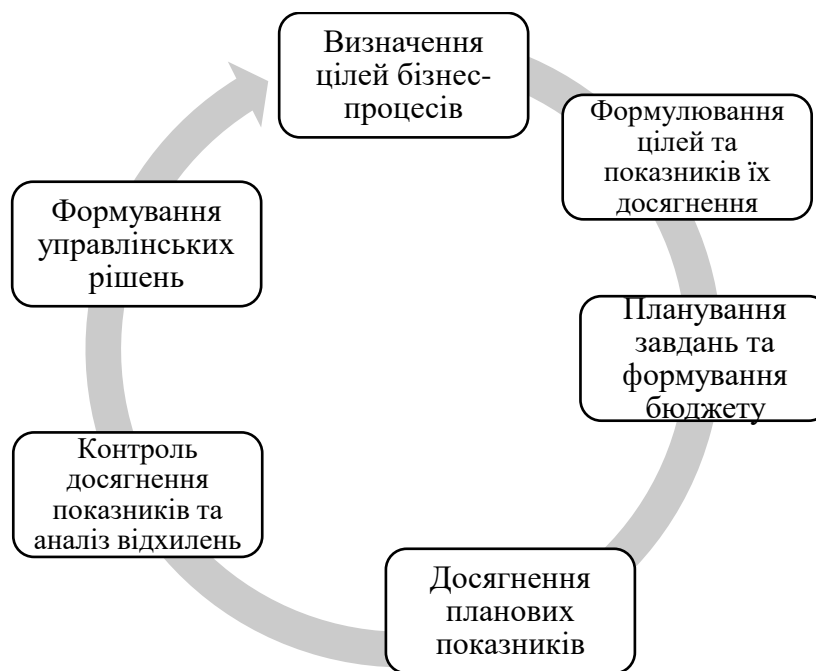 Визначення
цілей бізнес-
процесів
Формулювання
цілей та
показників їх
досягнення
Планування
завдань та
формування
бюджету
Досягнення
планових
показників
Контроль
досягнення
показників та
аналіз відхилень
Формування
управлінських
рішень